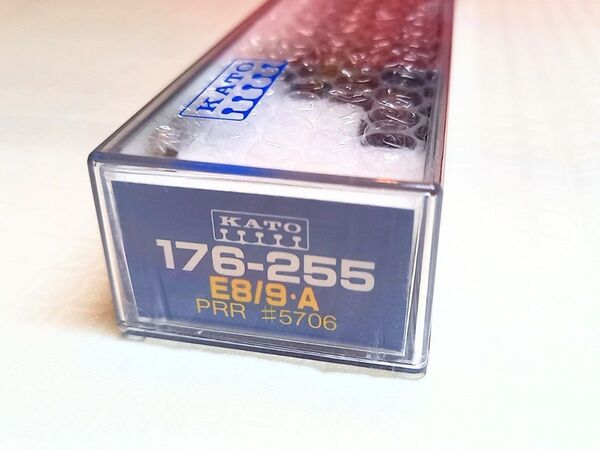 KATO
KATO
176-255
E8/9·A
PRR #5706